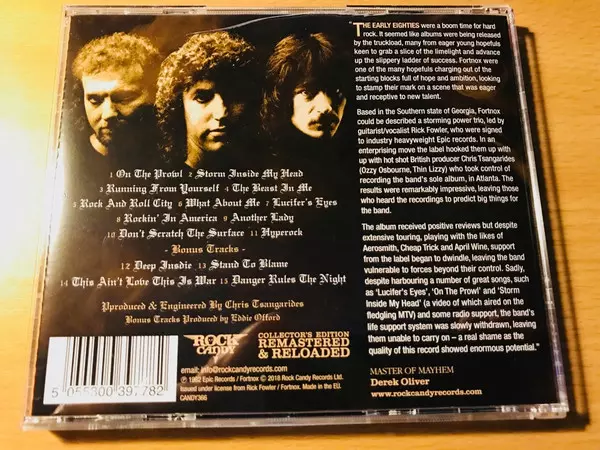 1 On The Prowl 2 Storm Inside My Head
3 Running From Yourself 4 The Beast In Me
5 Rock And Roll City 6 What About Me 7 Lucifer's Eyes
8 Rockin' In America 9 Another Lady
10 Don't Scratch The Surface 11 Hyperock
- Bonus Tracks -
12 Deep Insdie 13 Stand To Blame
14 This Ain't Love This Is War 15 Danger Rules The Night
Pproduced & Engineered By Chris Tsangarides
Bonus Tracks Produced by Eddie Offord
ROCK CANDY
COLLECTOR'S EDITION
REMASTERED
& RELOADED
email: info@rockcandyrecords.com
℗ 1982 Epic Records / Fortnox © 2018 Rock Candy Records Ltd.
Issued under license from Rick Fowler / Fortnox. Made in the EU.
CANDY366
5 055300 397782
"THE EARLY EIGHTIES were a boom time for hard
rock. It seemed like albums were being released
by the truckload, many from eager young hopefuls
keen to grab a slice of the limelight and advance
up the slippery ladder of success. Fortnox were
one of the many hopefuls charging out of the
starting blocks full of hope and ambition, looking
to stamp their mark on a scene that was eager
and receptive to new talent.
Based in the Southern state of Georgia, Fortnox
could be described a storming power trio, led by
guitarist/vocalist Rick Fowler, who were signed
to industry heavyweight Epic records. In an
enterprising move the label hooked them up with
up with hot shot British producer Chris Tsangarides
(Ozzy Osbourne, Thin Lizzy) who took control of
recording the band's sole album, in Atlanta. The
results were remarkably impressive, leaving those
who heard the recordings to predict big things for
the band.
The album received positive reviews but despite
extensive touring, playing with the likes of
Aerosmith, Cheap Trick and April Wine, support
from the label began to dwindle, leaving the band
vulnerable to forces beyond their control. Sadly,
despite harbouring a number of great songs, such
as 'Lucifer's Eyes', 'On The Prowl' and 'Storm
Inside My Head' (a video of which aired on the
fledgling MTV) and some radio support, the band's
life support system was slowly withdrawn, leaving
them unable to carry on – a real shame as the
quality of this record showed enormous potential."
MASTER OF MAYHEM
Derek Oliver
www.rockcandyrecords.com